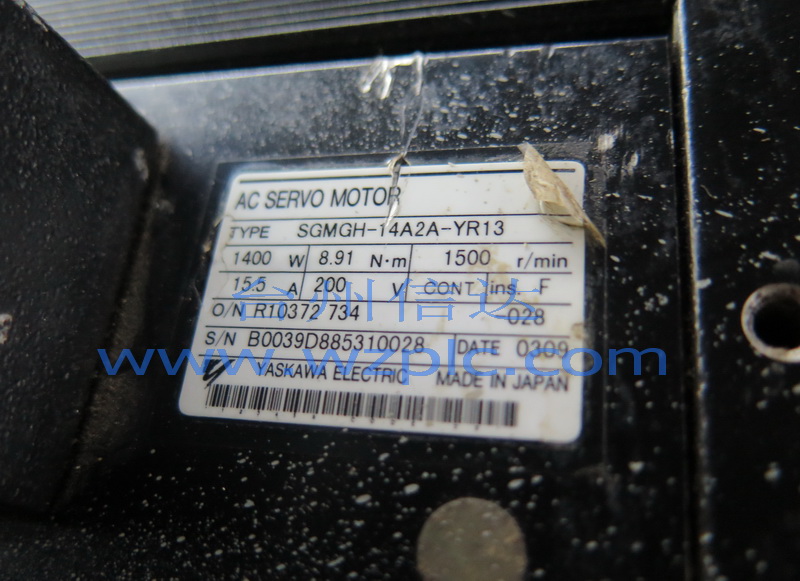 AC SERVO MOTOR
TYPE SGMGH-14A2A-YR13
1400 W 8.91 N·m 1500 r/min
15.5 A 200 V CONT ins. F
台州信达
O/N R10372 734 -028
S/N B0039D885310028 DATE 0309
www.wzplc.com
YASKAWA ELECTRIC MADE IN JAPAN